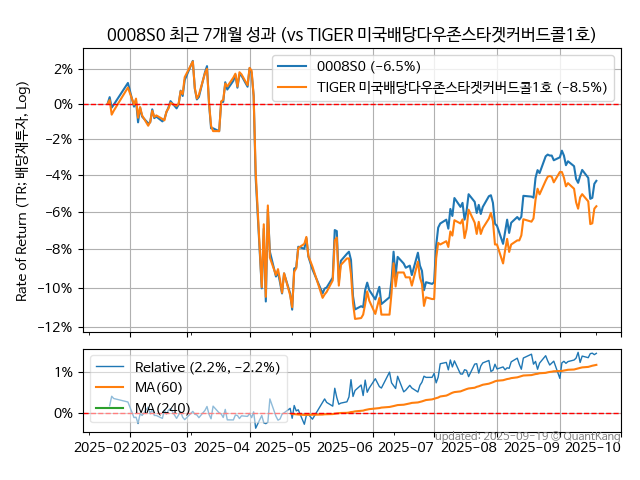 0008S0 최근 7개월 성과 (vs TIGER 미국배당다우존스타겟커버드콜1호)
Rate of Return (TR: 배당재투자, Log)
2%
0%
−2%
−4%
−6%
−8%
−10%
−12%
0008S0 (−6.5%)
TIGER 미국배당다우존스타겟커버드콜1호 (−8.5%)
1%
0%
Relative (2.2%, −2.2%)
MA(60)
MA(240)
updated: 2025-09-19 © QuantKang
2025-02 2025-03 2025-04 2025-05 2025-06 2025-07 2025-08 2025-09 2025-10